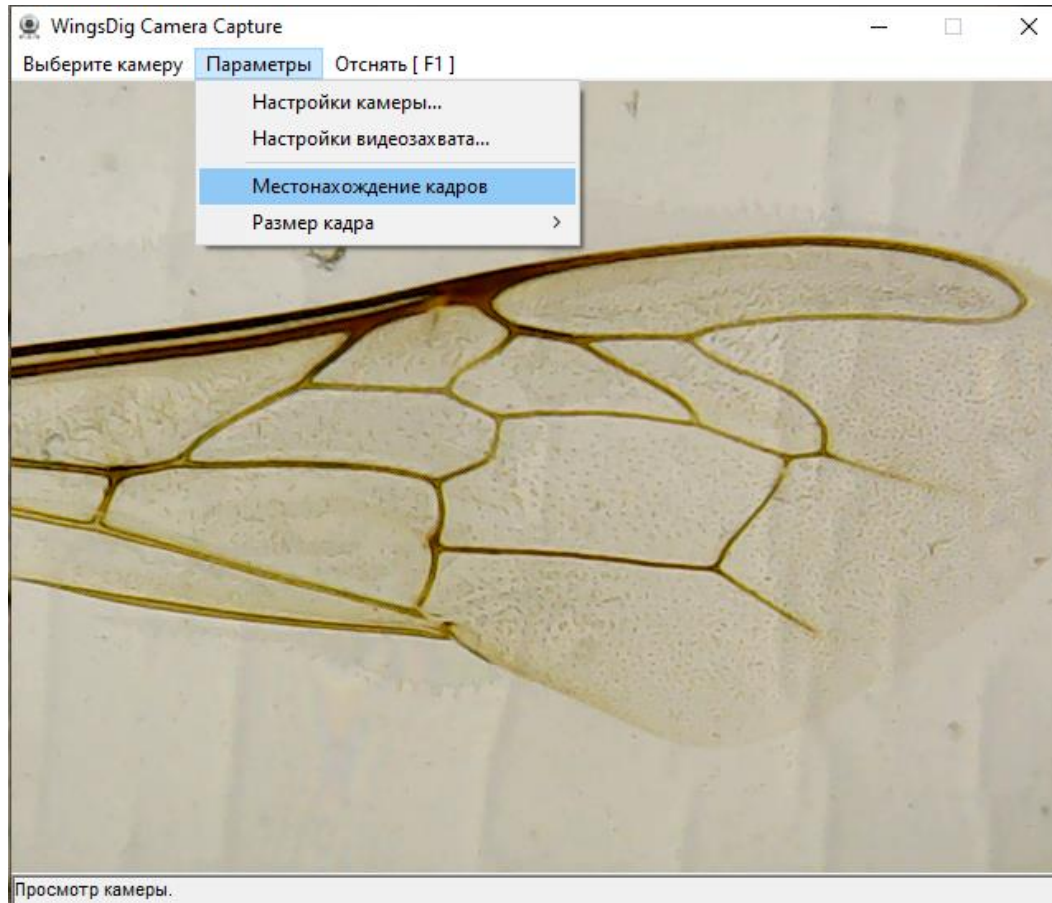 WingsDig Camera Capture
Выберите камеру Параметры Отснять [ F1 ]
Настройки камеры...
Настройки видеозахвата...
Местонахождение кадров
Размер кадра
Просмотр камеры.